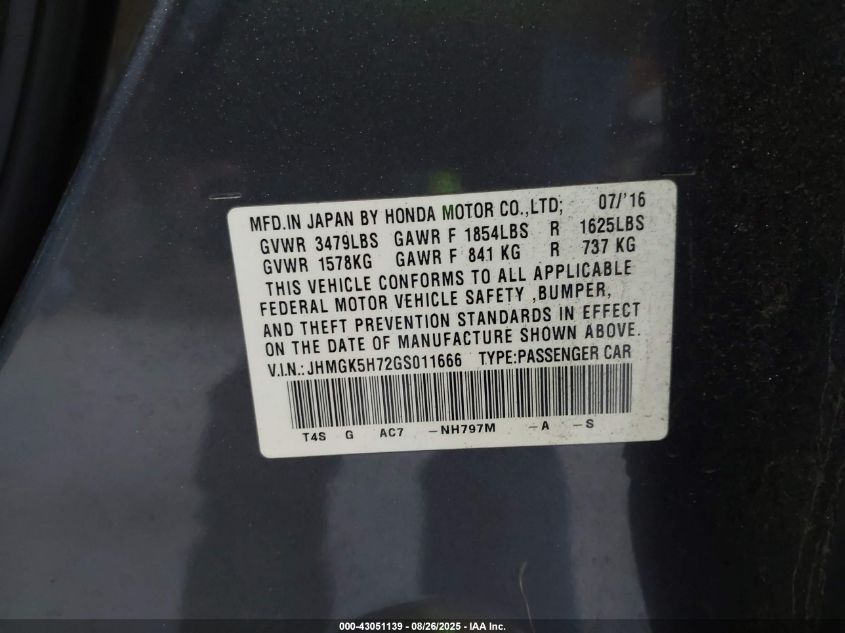 MFD.IN JAPAN BY HONDA MOTOR CO.,LTD; 07/'16
GVWR 3479LBS GAWR F 1854LBS R 1625LBS
GVWR 1578KG GAWR F 841 KG R 737 KG
THIS VEHICLE CONFORMS TO ALL APPLICABLE
FEDERAL MOTOR VEHICLE SAFETY ,BUMPER,
AND THEFT PREVENTION STANDARDS IN EFFECT
ON THE DATE OF MANUFACTURE SHOWN ABOVE.
V.I.N.:JHMGK5H72GS011666 TYPE:PASSENGER CAR
T4S G AC7 -NH797M -A -S
000-43051139 - 08/26/2025 - IAA Inc.